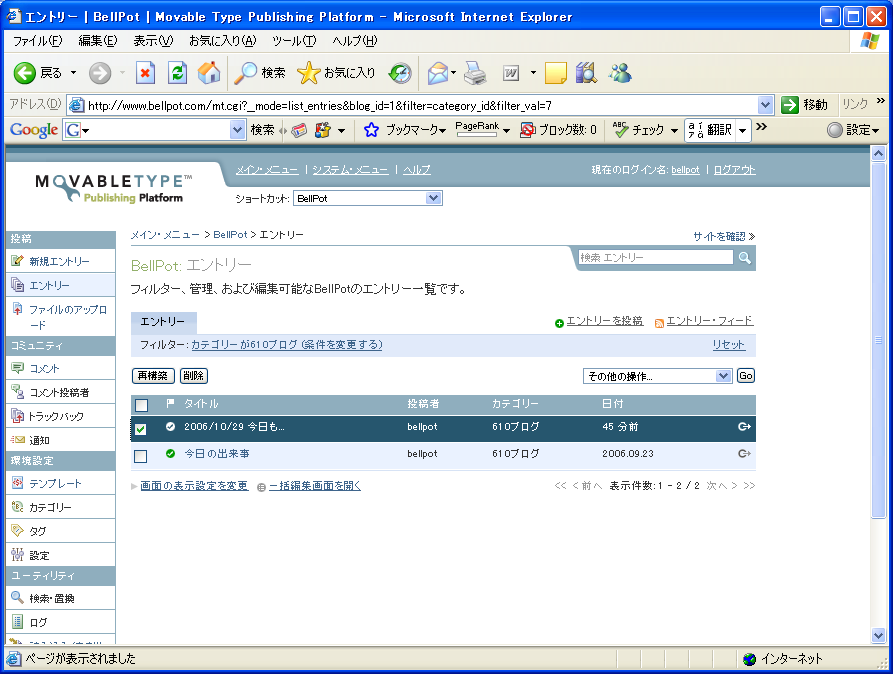 エントリー | BellPot | Movable Type Publishing Platform - Microsoft Internet Explorer
ファイル(F) 編集(E) 表示(V) お気に入り(A) ツール(T) ヘルプ(H)
戻る 検索 お気に入り
アドレス(D) http://www.bellpot.com/mt.cgi?_mode=list_entries&blog_id=1&filter=category_id&filter_val=7 移動 リンク »
Google G 検索 ブックマーク PageRank ブロック数: 0 ABC チェック 翻訳 » 設定
MOVABLETYPE™
Publishing Platform
メイン・メニュー | システム・メニュー | ヘルプ
現在のログイン名: bellpot | ログアウト
ショートカット: BellPot
メイン・メニュー > BellPot > エントリー
サイトを確認 »
BellPot: エントリー
検索 エントリー
フィルター、管理、および編集可能なBellPotのエントリー一覧です。
エントリー
エントリーを投稿 エントリー・フィード
フィルター: カテゴリーが610ブログ (条件を変更する)
リセット
再構築 削除
その他の操作... Go
タイトル 投稿者 カテゴリー 日付
2006/10/29 今日も... bellpot 610ブログ 45 分前
今日の出来事 bellpot 610ブログ 2006.09.23
画面の表示設定を変更 一括編集画面を開く
<< < 前へ 表示件数: 1 - 2 / 2 次へ > >>
投稿
新規エントリー
エントリー
ファイルのアップロ
ード
コミュニティ
コメント
コメント投稿者
トラックバック
通知
環境設定
テンプレート
カテゴリー
タグ
設定
ユーティリティ
検索・置換
ログ
ページが表示されました
インターネット